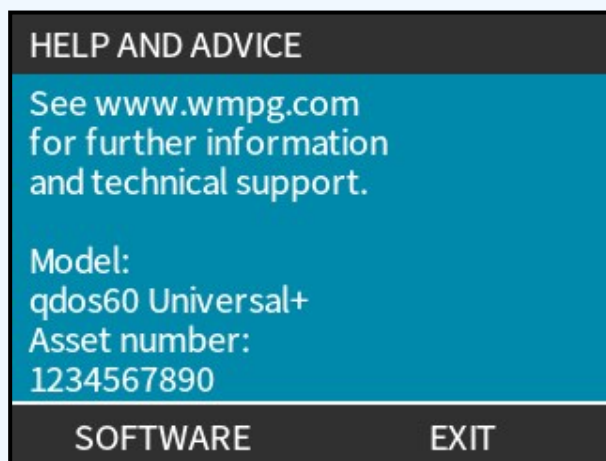 HELP AND ADVICE
See www.wmpg.com
for further information
and technical support.
Model:
qdos60 Universal+
Asset number:
1234567890
SOFTWARE EXIT